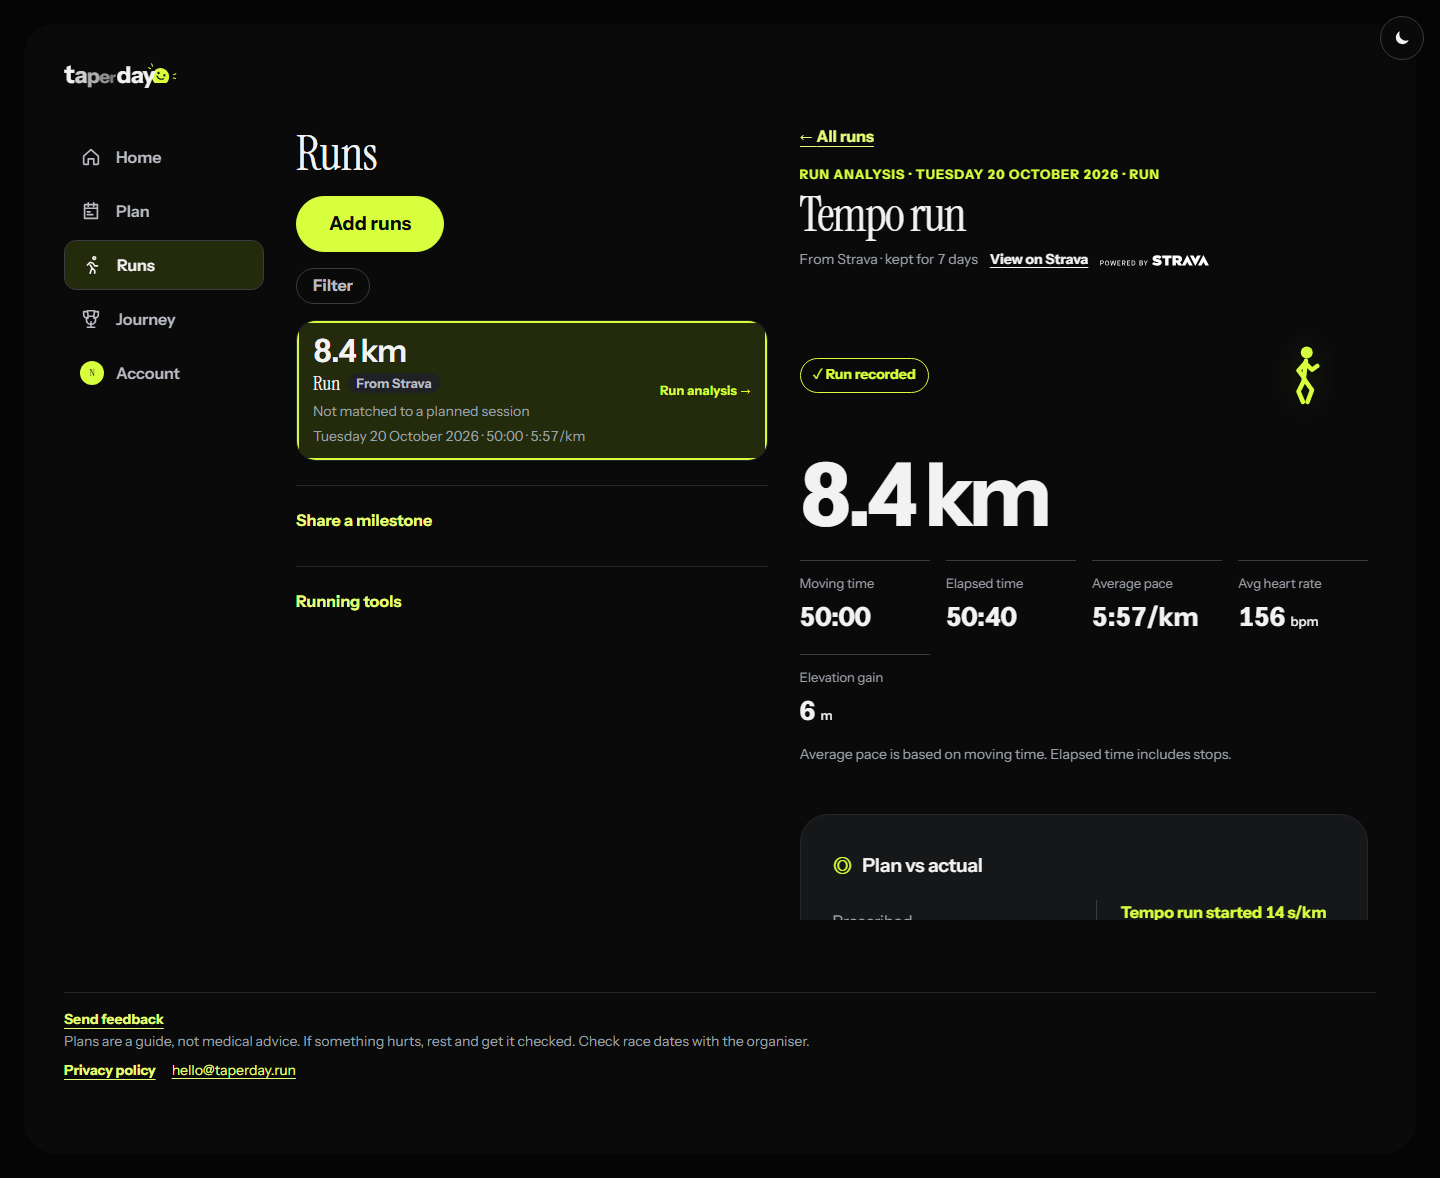 taperday
Home
Plan
Runs
Journey
N
Account
Runs
Add runs
Filter
8.4 km
Run From Strava
Run analysis →
Not matched to a planned session
Tuesday 20 October 2026 · 50:00 · 5:57/km
Share a milestone
Running tools
← All runs
RUN ANALYSIS · TUESDAY 20 OCTOBER 2026 · RUN
Tempo run
From Strava · kept for 7 days View on Strava POWERED BY STRAVA
✓ Run recorded
8.4 km
Moving time
50:00
Elapsed time
50:40
Average pace
5:57/km
Avg heart rate
156 bpm
Elevation gain
6 m
Average pace is based on moving time. Elapsed time includes stops.
Plan vs actual
Prescribed
Tempo run started 14 s/km
Send feedback
Plans are a guide, not medical advice. If something hurts, rest and get it checked. Check race dates with the organiser.
Privacy policy hello@taperday.run